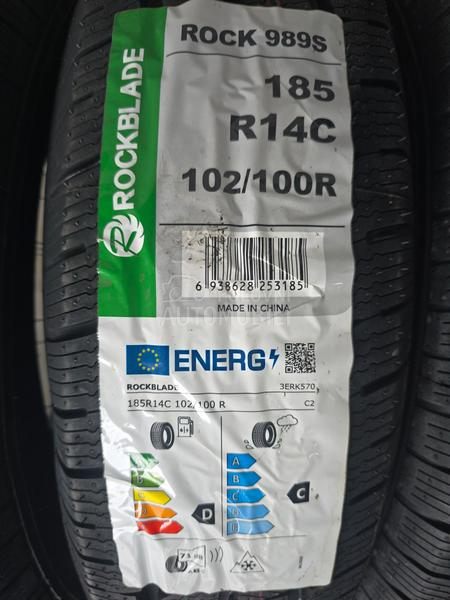 ROCKBLADE
ROCK 989S
185
R14C
102/100R
6 938628 253185
MADE IN CHINA
ENERG
ROCKBLADE 3ERK570
185R14C 102/100 R C2
A A
B B
C C C
D D